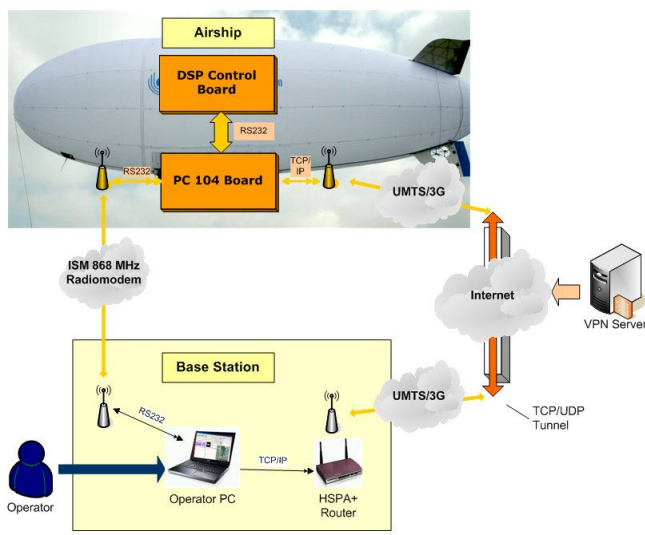 Airship
DSP Control
Board
RS232
RS232
PC 104 Board
TCP/
IP
UMTS/3G
ISM 868 MHz
Radiomodem
Internet
VPN Server
Base Station
UMTS/3G
RS232
TCP/UDP
Tunnel
TCP/IP
Operator
Operator PC
HSPA+
Router